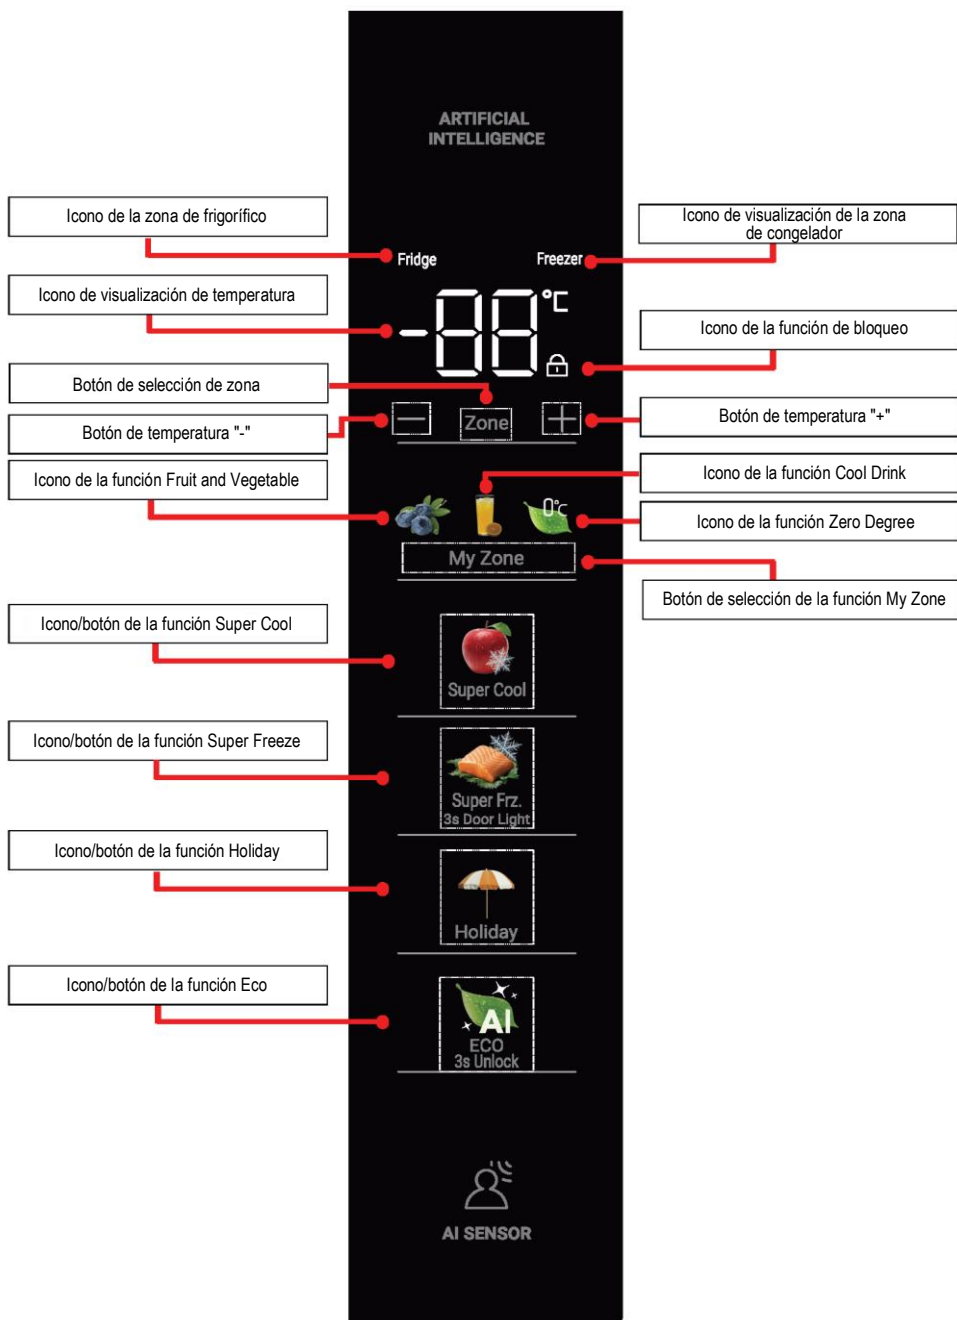 ARTIFICIAL
INTELLIGENCE
Icono de la zona de frigorífico
Icono de visualización de la zona
de congelador
Fridge
Freezer
Icono de visualización de temperatura
-88°C
Icono de la función de bloqueo
Botón de selección de zona
Zone
Botón de temperatura "-"
Botón de temperatura "+"
Icono de la función Fruit and Vegetable
Icono de la función Cool Drink
0°c
Icono de la función Zero Degree
My Zone
Botón de selección de la función My Zone
Icono/botón de la función Super Cool
Super Cool
Icono/botón de la función Super Freeze
Super Frz.
3s Door Light
Icono/botón de la función Holiday
Holiday
Icono/botón de la función Eco
AI
ECO
3s Unlock
AI SENSOR